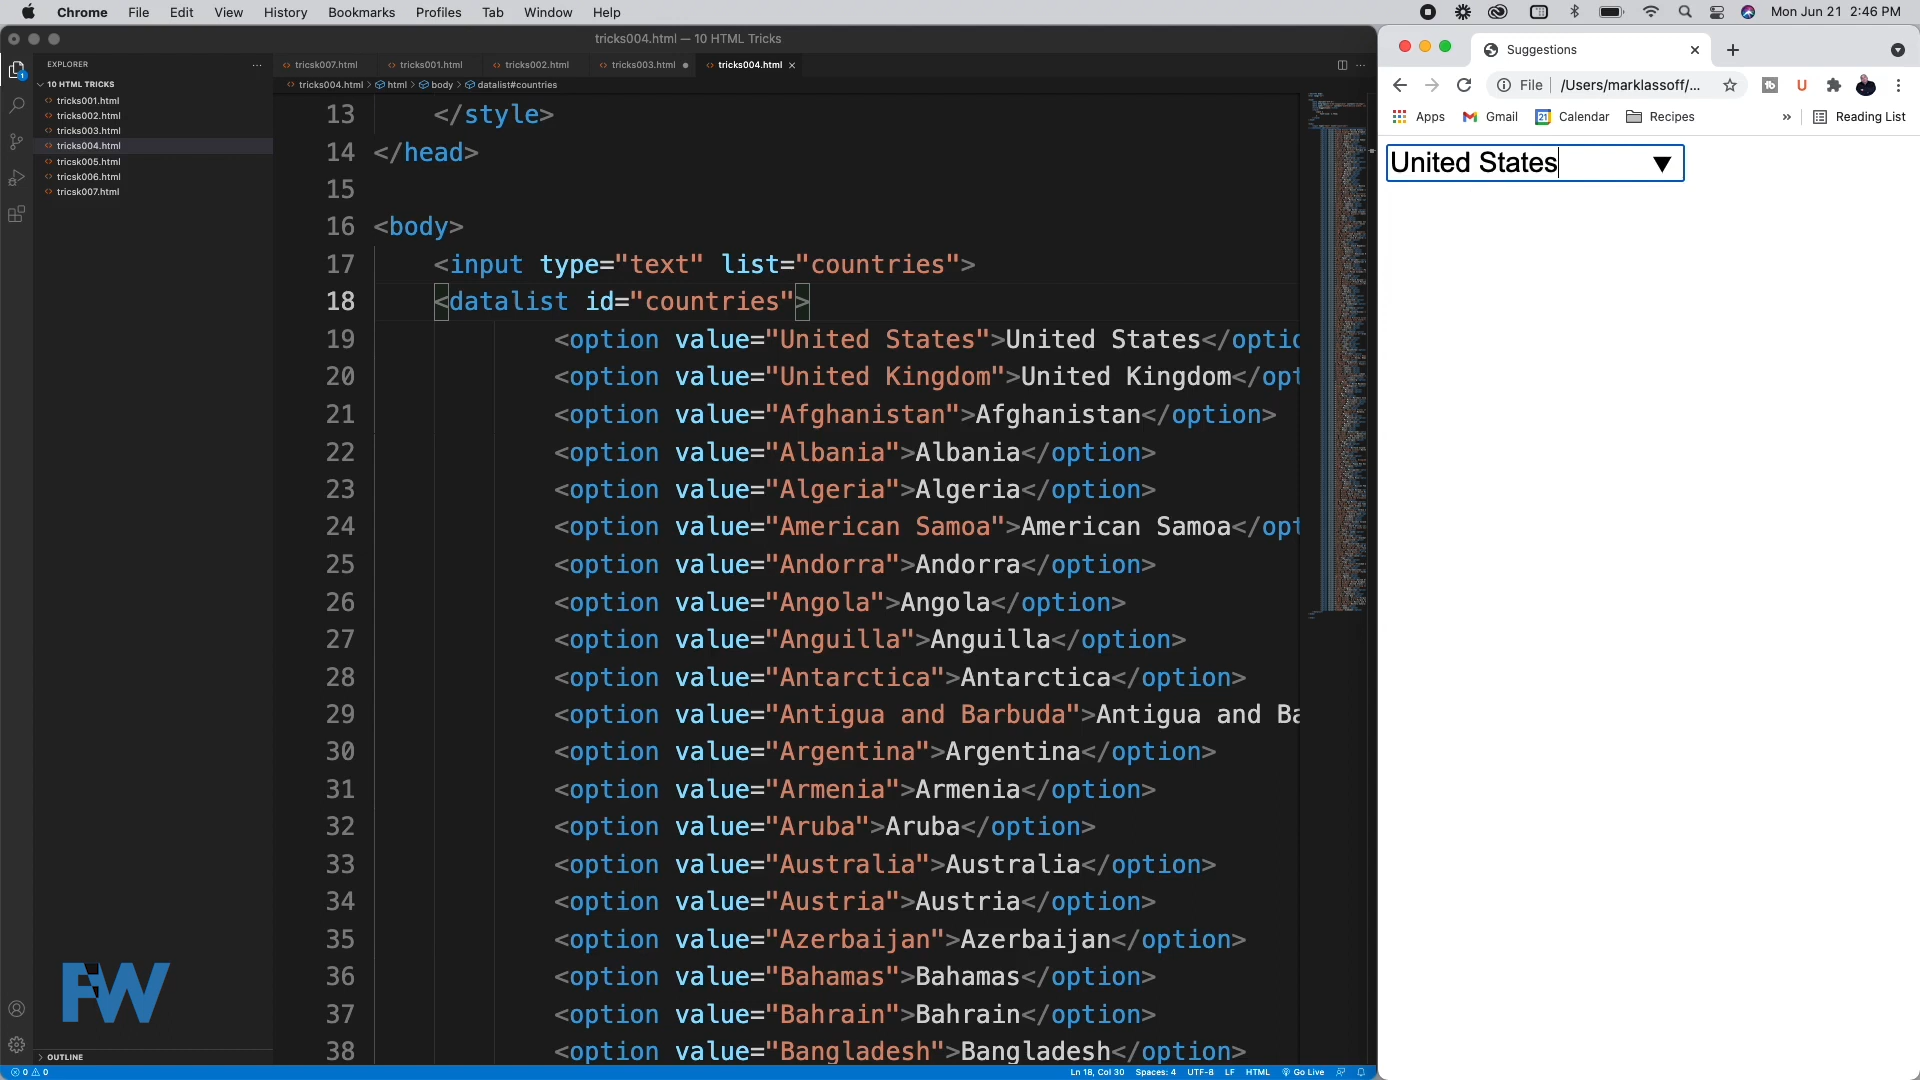 Chrome File Edit View History Bookmarks Profiles Tab Window Help Mon Jun 21 2:46 PM
tricks004.html — 10 HTML Tricks
EXPLORER
10 HTML TRICKS
tricks001.html
tricks002.html
tricks003.html
tricks004.html
tricsk005.html
tricsk006.html
tricsk007.html
FW
OUTLINE
tricsk007.html tricks001.html tricks002.html tricks003.html tricks004.html
tricks004.html > html > body > datalist#countries
13 </style>
14 </head>
15
16 <body>
17 <input type="text" list="countries">
18 <datalist id="countries">
19 <option value="United States">United States</optio
20 <option value="United Kingdom">United Kingdom</opt
21 <option value="Afghanistan">Afghanistan</option>
22 <option value="Albania">Albania</option>
23 <option value="Algeria">Algeria</option>
24 <option value="American Samoa">American Samoa</opt
25 <option value="Andorra">Andorra</option>
26 <option value="Angola">Angola</option>
27 <option value="Anguilla">Anguilla</option>
28 <option value="Antarctica">Antarctica</option>
29 <option value="Antigua and Barbuda">Antigua and Ba
30 <option value="Argentina">Argentina</option>
31 <option value="Armenia">Armenia</option>
32 <option value="Aruba">Aruba</option>
33 <option value="Australia">Australia</option>
34 <option value="Austria">Austria</option>
35 <option value="Azerbaijan">Azerbaijan</option>
36 <option value="Bahamas">Bahamas</option>
37 <option value="Bahrain">Bahrain</option>
38 <option value="Bangladesh">Bangladesh</option>
0 0 Ln 18, Col 30 Spaces: 4 UTF-8 LF HTML Go Live
Suggestions
File /Users/marklassoff/...
Apps Gmail Calendar Recipes » Reading List
United States